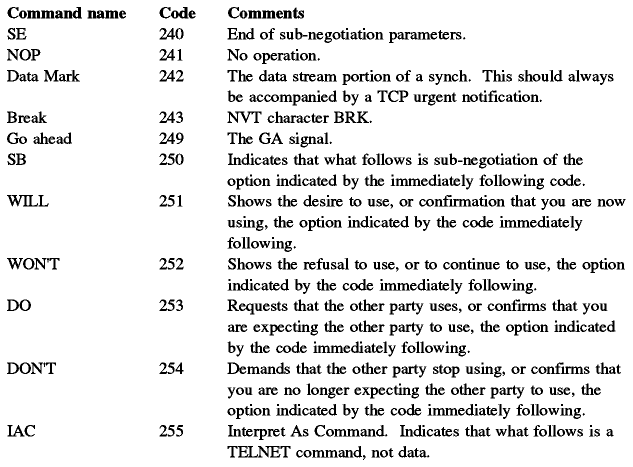 Command name Code Comments
SE 240 End of sub-negotiation parameters.
NOP 241 No operation.
Data Mark 242 The data stream portion of a synch. This should always
be accompanied by a TCP urgent notification.
Break 243 NVT character BRK.
Go ahead 249 The GA signal.
SB 250 Indicates that what follows is sub-negotiation of the
option indicated by the immediately following code.
WILL 251 Shows the desire to use, or confirmation that you are now
using, the option indicated by the code immediately
following.
WON'T 252 Shows the refusal to use, or to continue to use, the option
indicated by the code immediately following.
DO 253 Requests that the other party uses, or confirms that you
are expecting the other party to use, the option indicated
by the code immediately following.
DON'T 254 Demands that the other party stop using, or confirms that
you are no longer expecting the other party to use, the
option indicated by the code immediately following.
IAC 255 Interpret As Command. Indicates that what follows is a
TELNET command, not data.